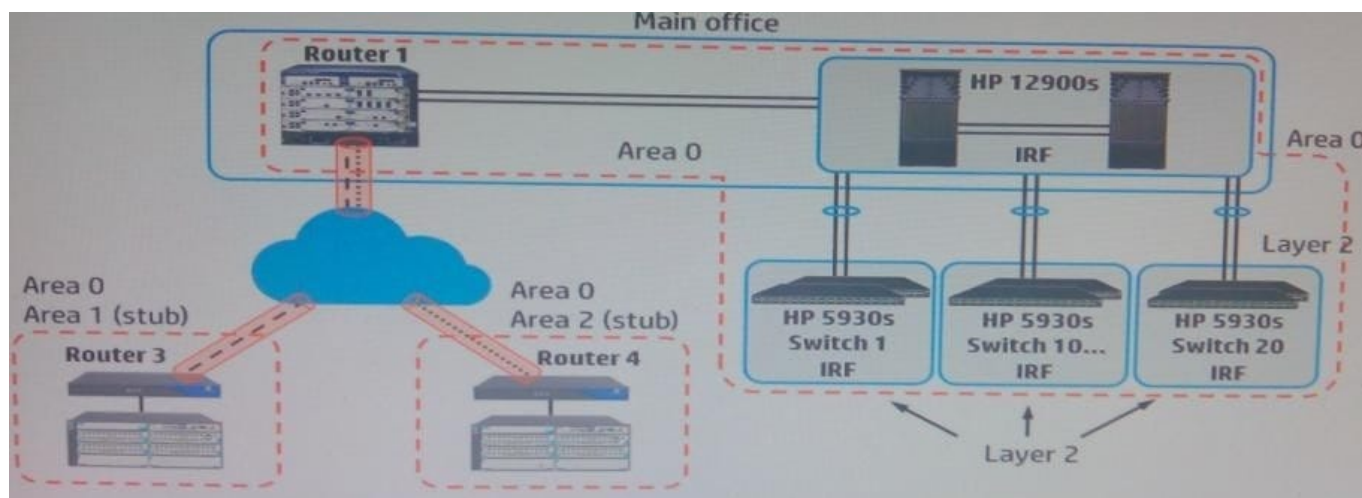 Main office
Router 1
HP 12900s
IRF
Area 0
Area 0
Layer 2
Area 0
Area 1 (stub)
Router 3
Area 0
Area 2 (stub)
Router 4
HP 5930s
Switch 1
IRF
HP 5930s
Switch 10...
IRF
HP 5930s
Switch 20
IRF
Layer 2